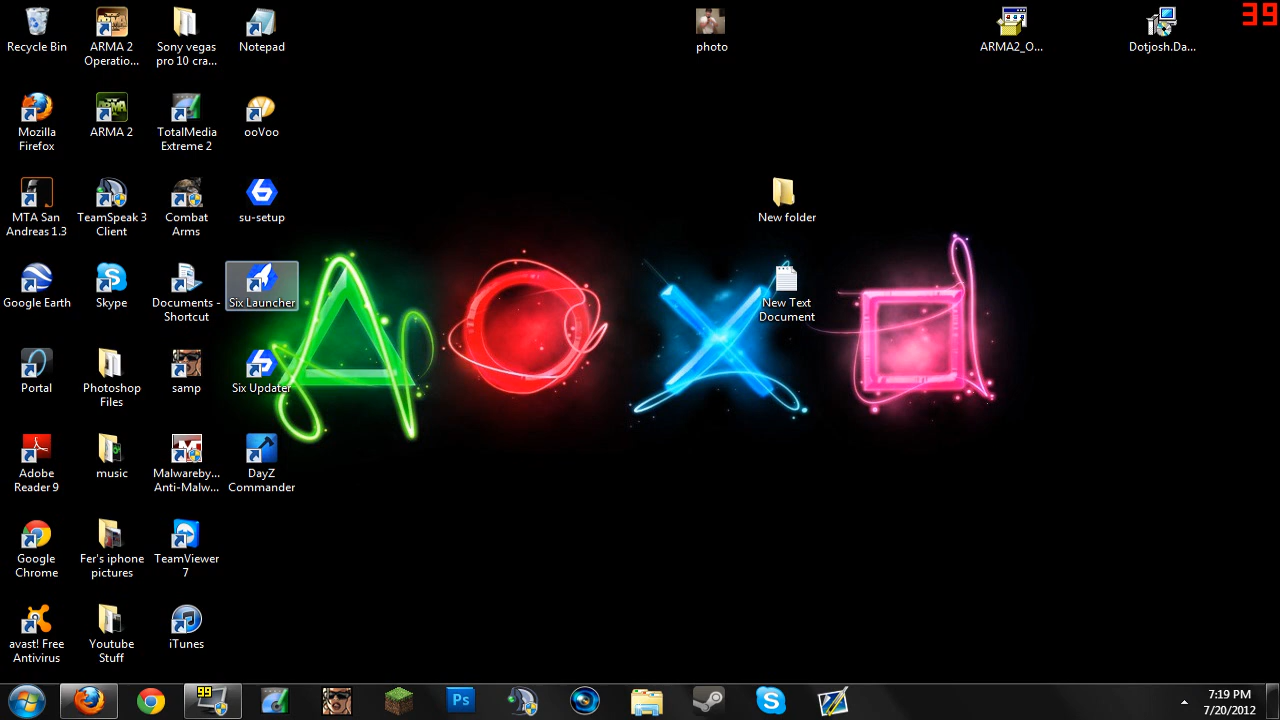 Recycle Bin
ARMA 2
Operatio...
Sony vegas
pro 10 cra...
Notepad
photo
ARMA2_O...
Dotjosh.Da...
39
Mozilla
Firefox
ARMA 2
TotalMedia
Extreme 2
ooVoo
MTA San
Andreas 1.3
TeamSpeak 3
Client
Combat
Arms
su-setup
New folder
Google Earth
Skype
Documents -
Shortcut
Six Launcher
New Text
Document
Portal
Photoshop
Files
samp
Six Updater
Adobe
Reader 9
music
Malwareby...
Anti-Malw...
DayZ
Commander
Google
Chrome
Fer's iphone
pictures
TeamViewer
7
avast! Free
Antivirus
Youtube
Stuff
iTunes
99
Ps
7:19 PM
7/20/2012